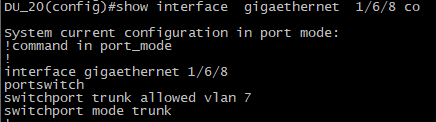 DU_20(config)#show interface  gigaethernet  1/6/8 co
System current configuration in port mode:
!command in port_mode
!
interface gigaethernet 1/6/8
portswitch
switchport trunk allowed vlan 7
switchport mode trunk